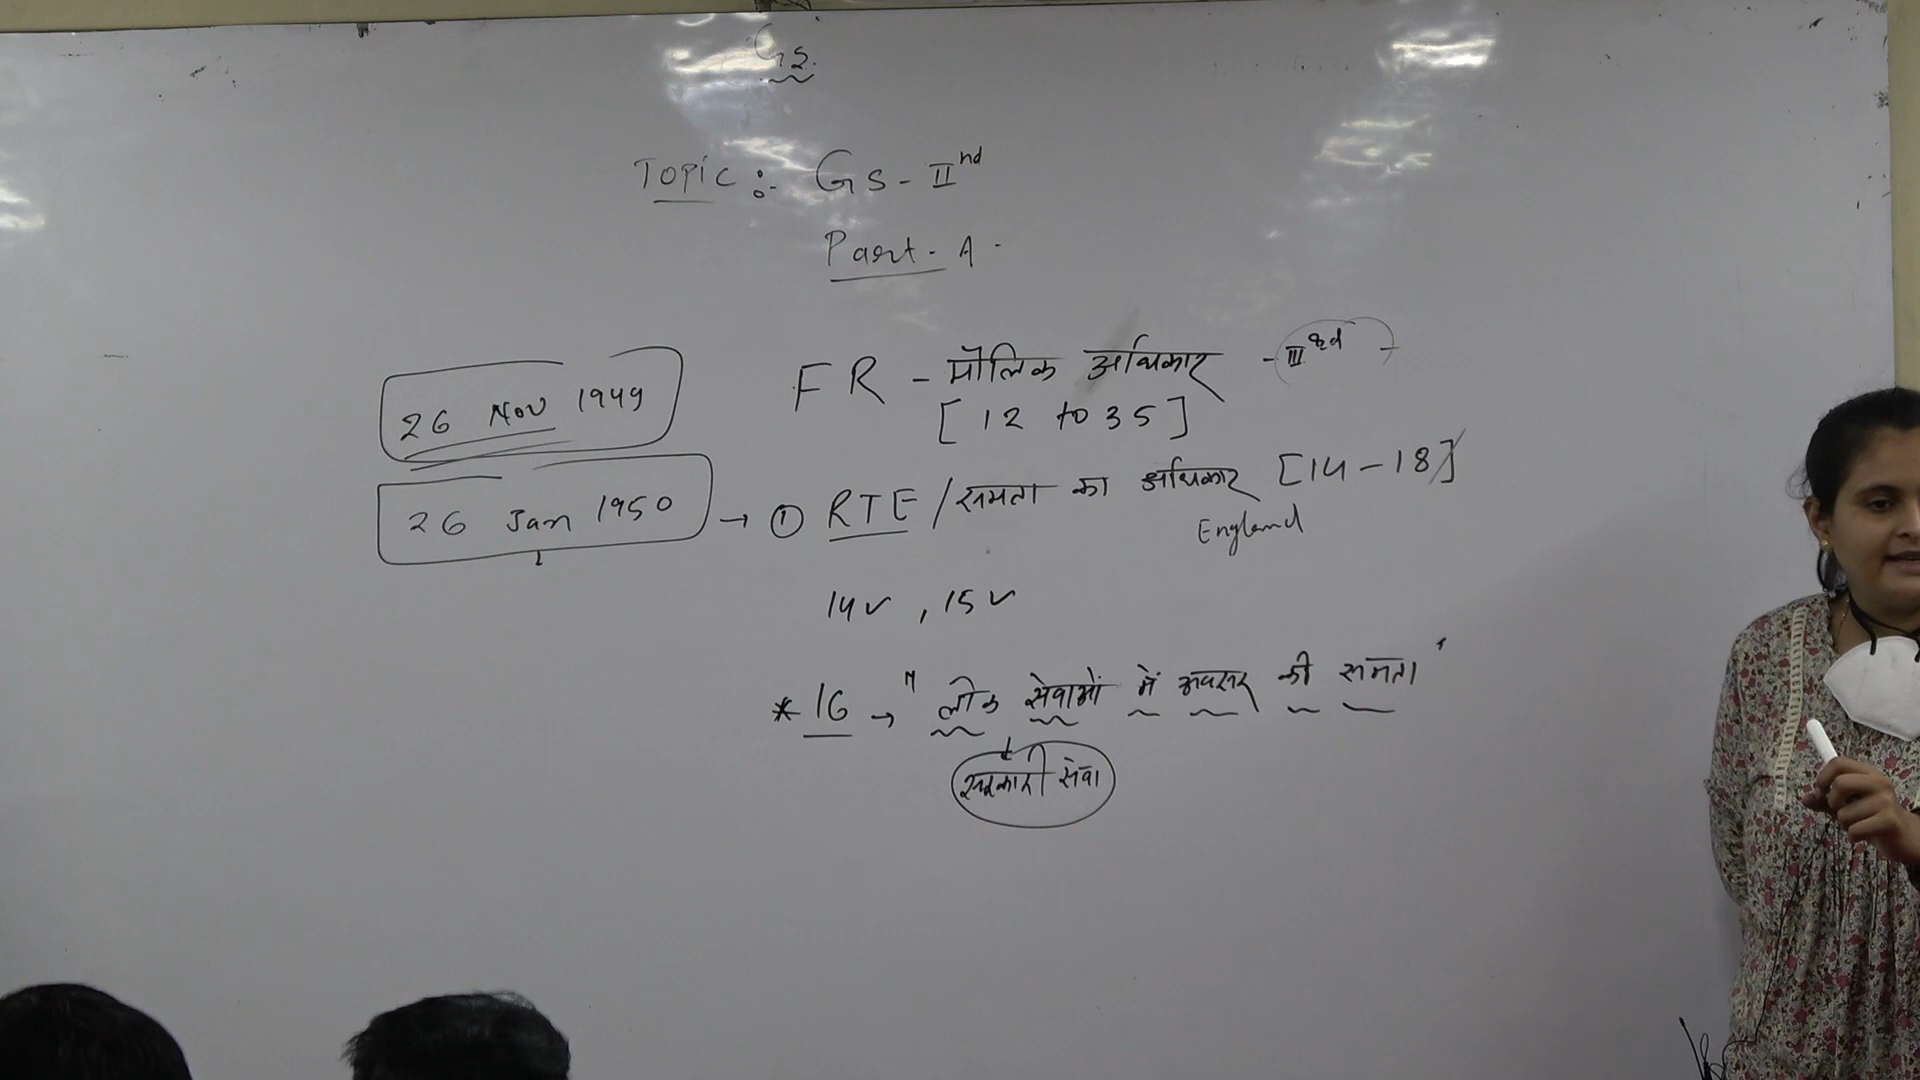 GS.
Topic :- GS - IInd
Part - A.
26 Nov 1949
26 Jan 1950
FR - मौलिक अधिकार - IIIrd
[12 to 35]
→ ① RTE / समता का अधिकार [14-18]
England
14✓, 15✓
* 16 → " लोक सेवाओं में अवसर की समता '
सरकारी सेवा